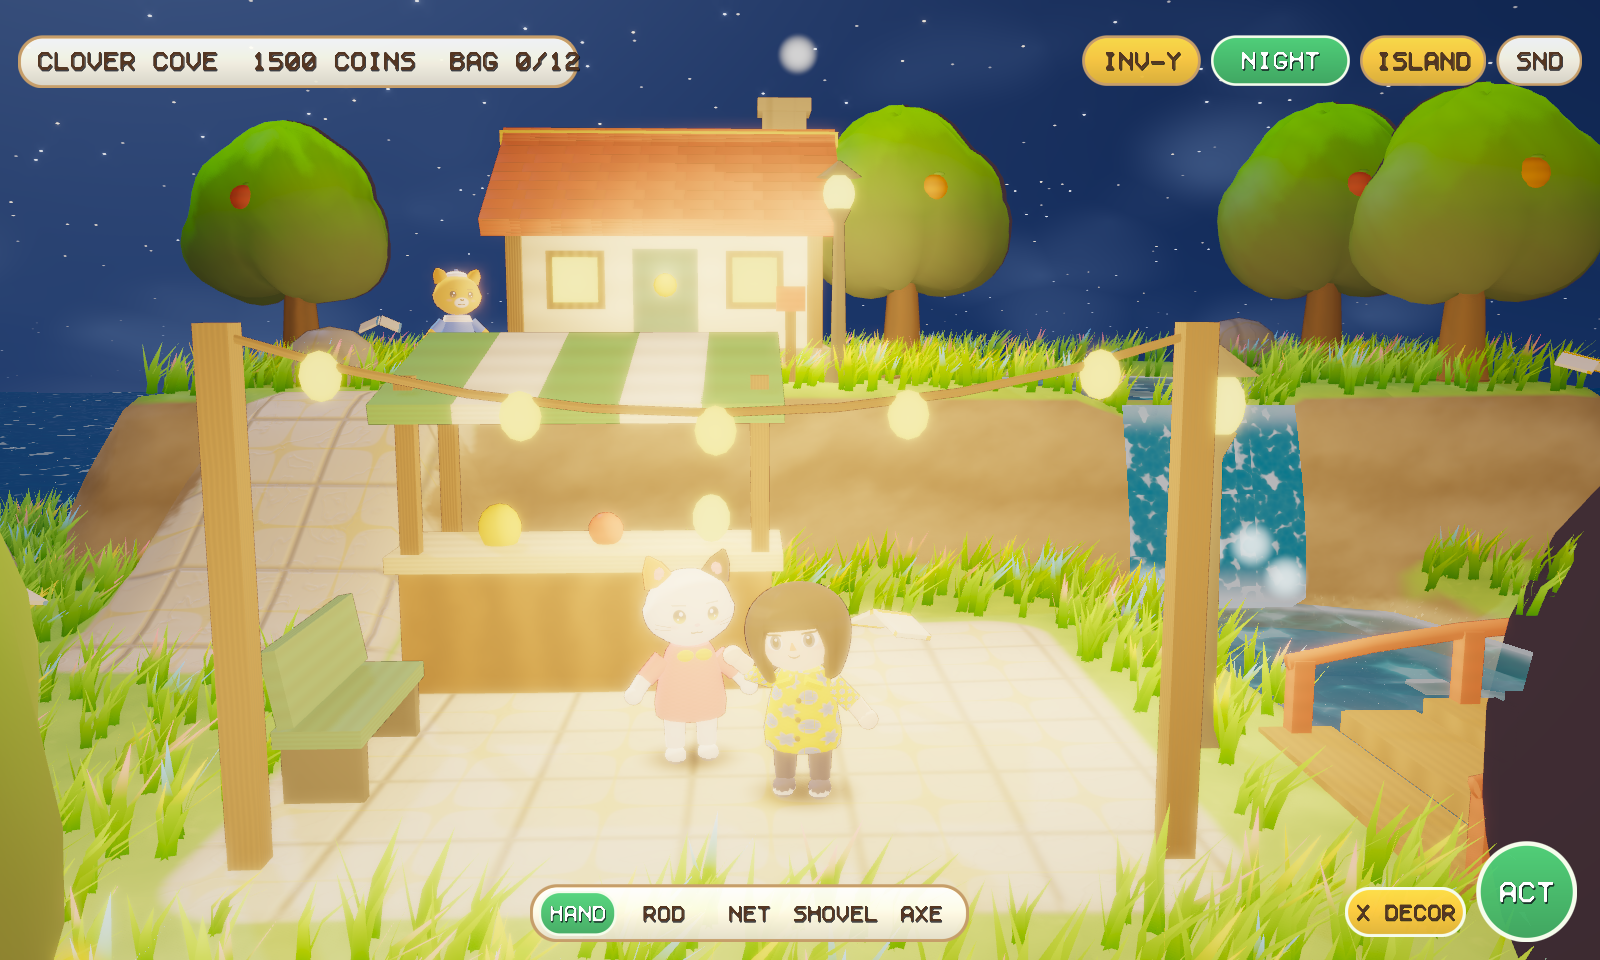 CLOVER COVE 1500 COINS BAG 0/12
INV-Y
NIGHT
ISLAND
SND
HAND
ROD
NET
SHOVEL
AXE
X DECOR
ACT